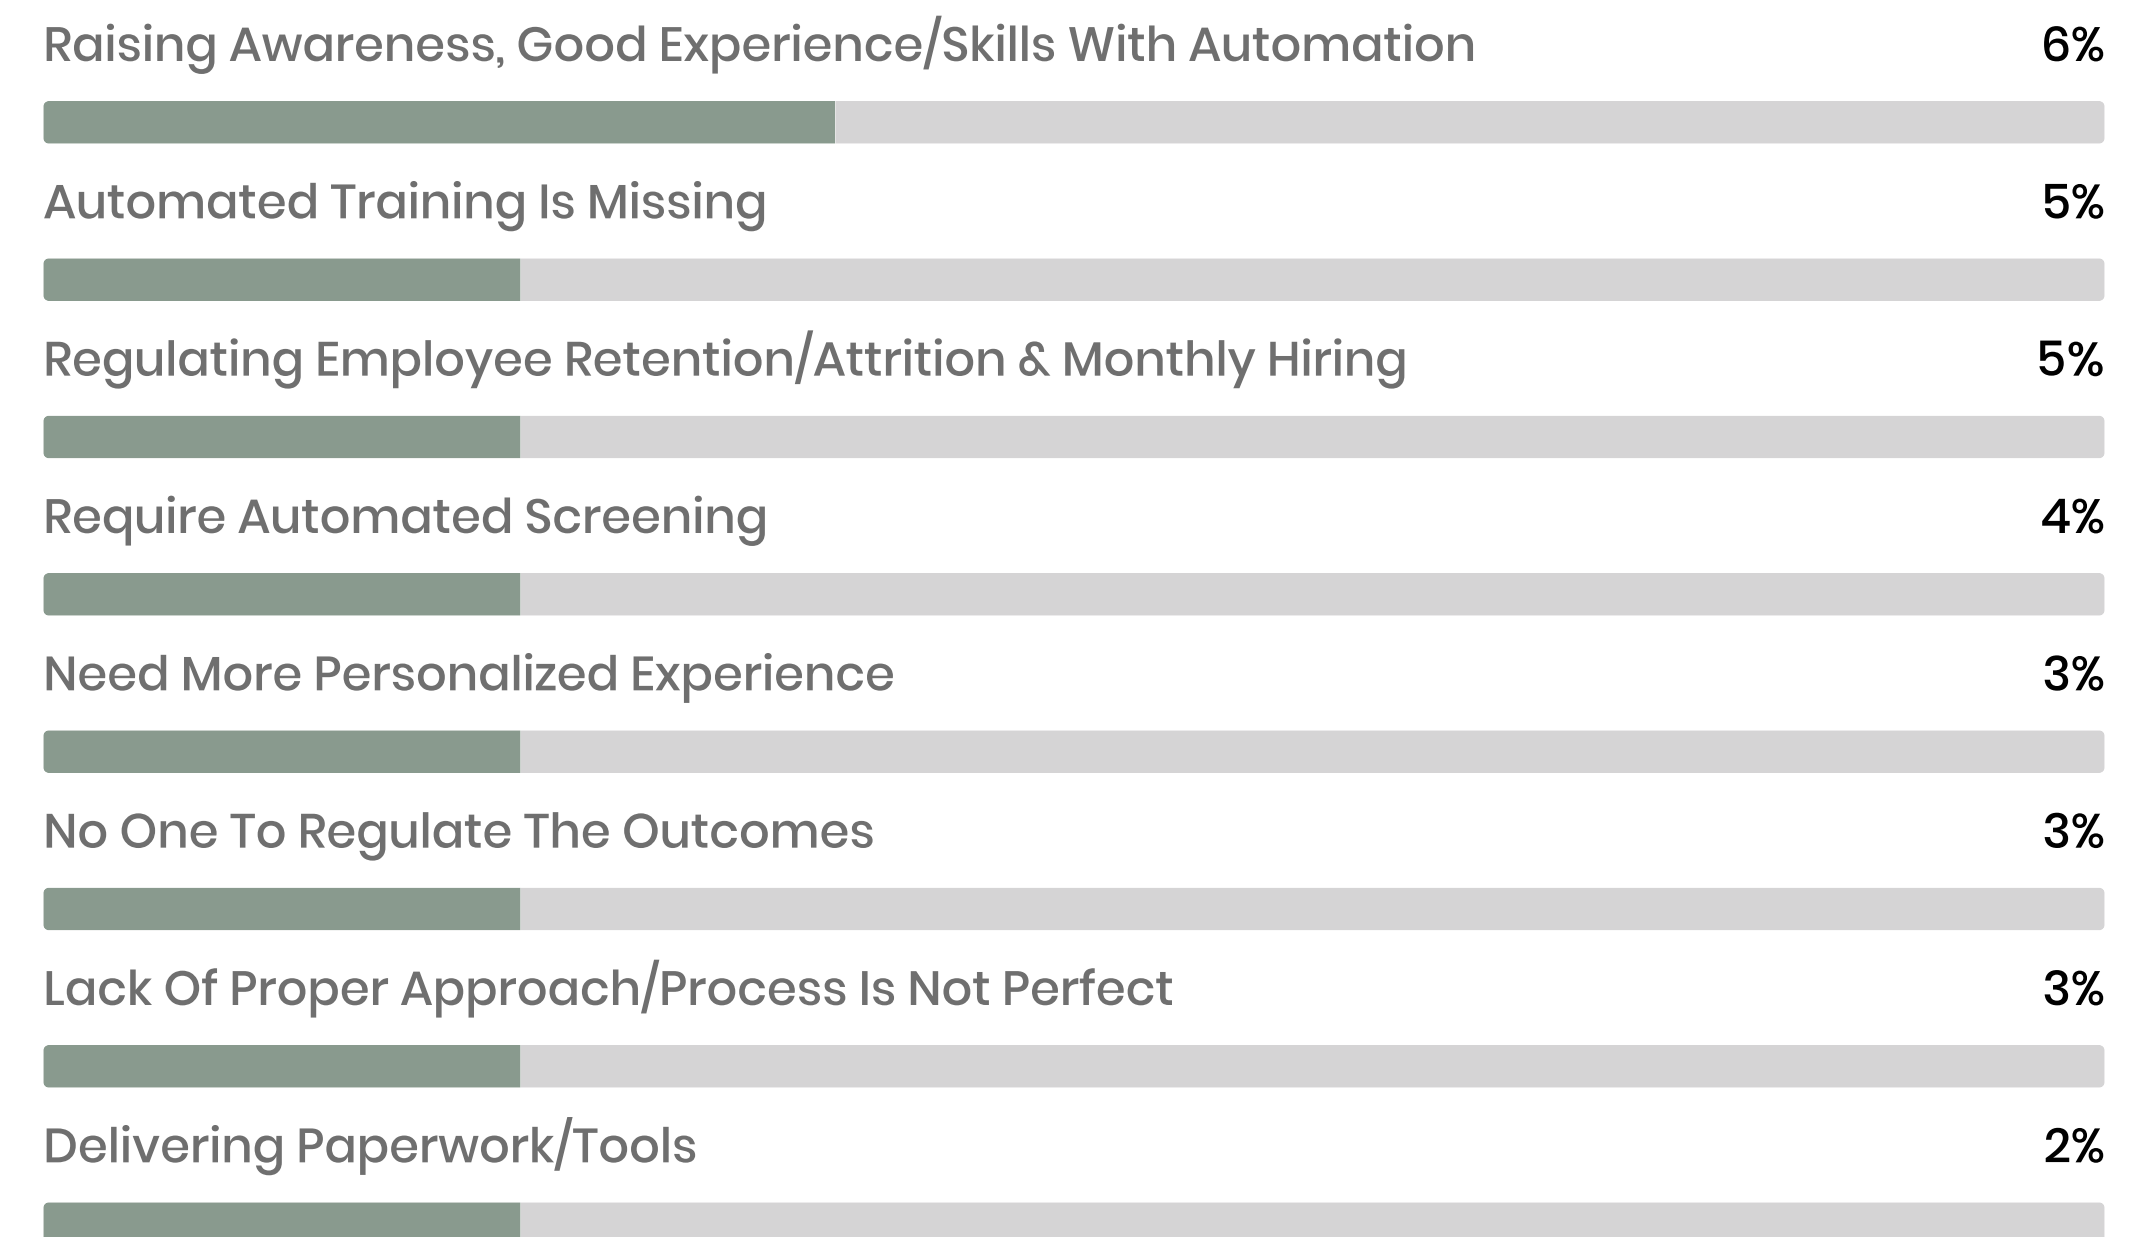 Raising Awareness, Good Experience/Skills With Automation 6%
Automated Training Is Missing 5%
Regulating Employee Retention/Attrition & Monthly Hiring 5%
Require Automated Screening 4%
Need More Personalized Experience 3%
No One To Regulate The Outcomes 3%
Lack Of Proper Approach/Process Is Not Perfect 3%
Delivering Paperwork/Tools 2%